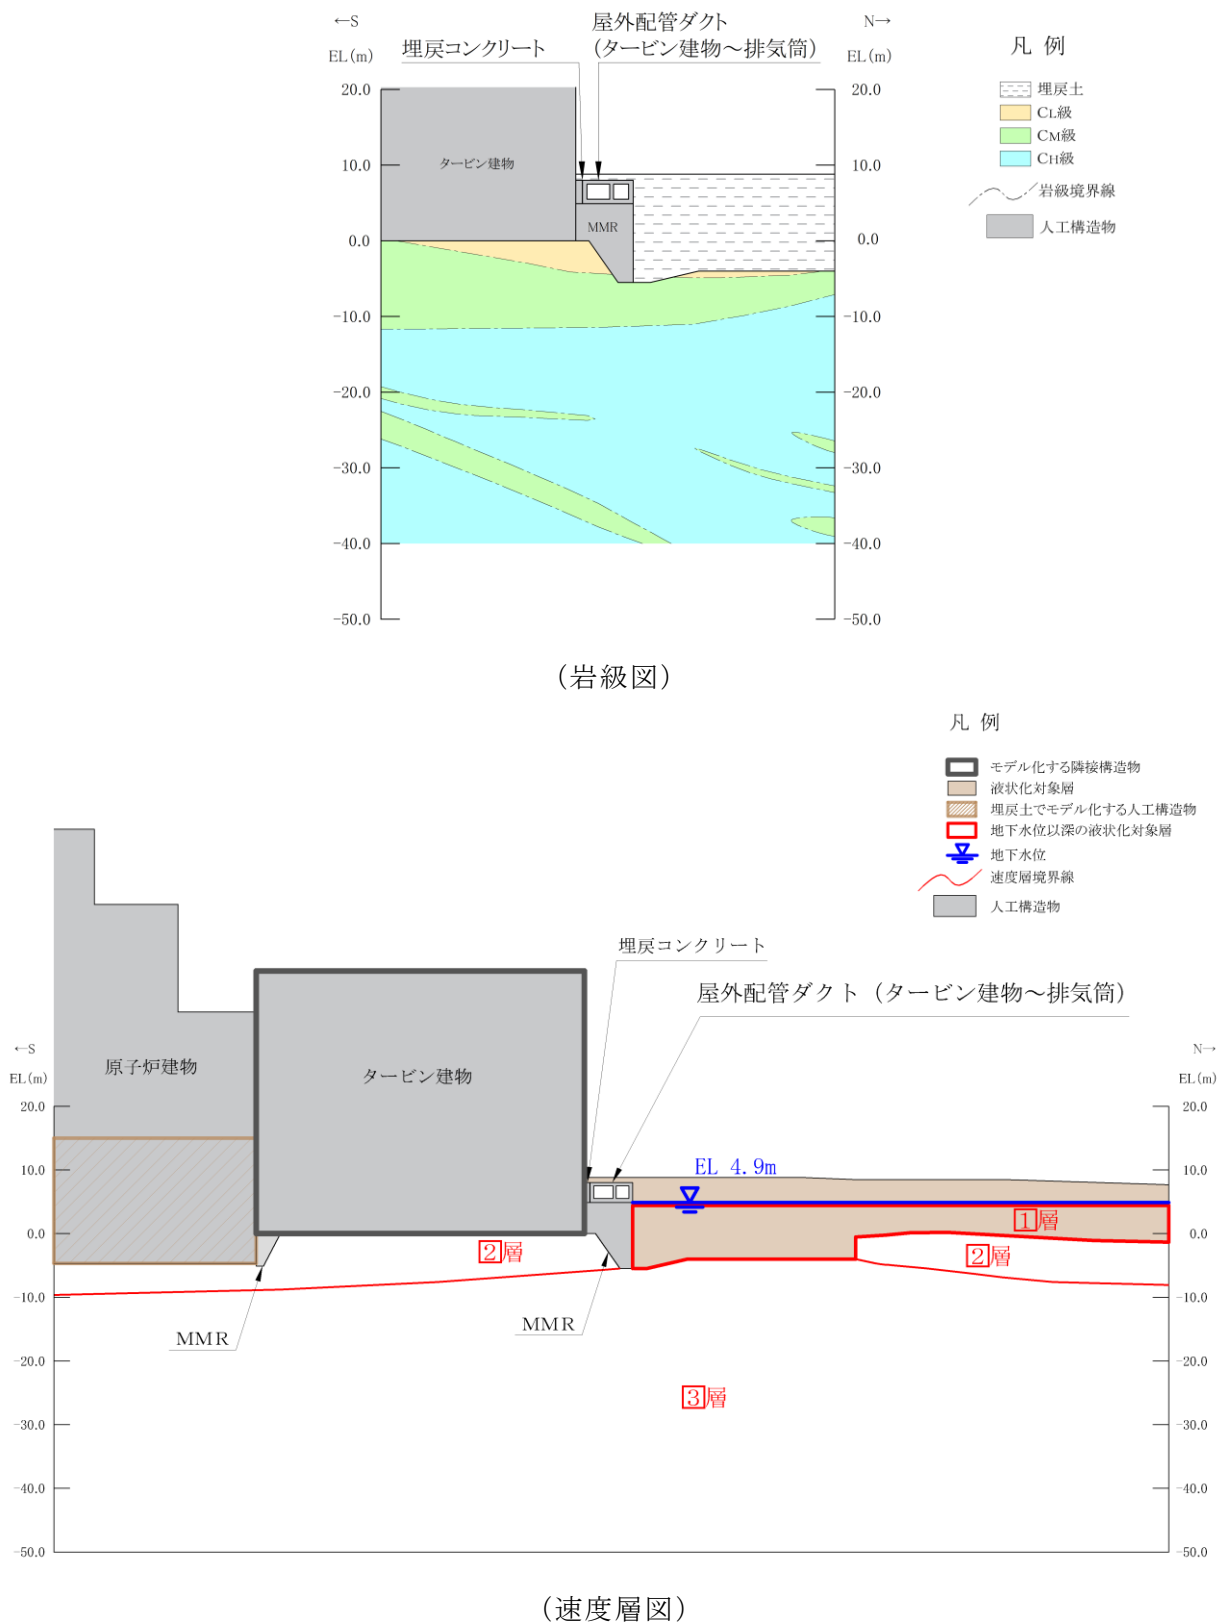 ←S
屋外配管ダクト
N→
EL(m)
埋戻コンクリート
(タービン建物～排気筒)
EL(m)
凡 例
20.0
20.0
埋戻土
CL級
CM級
CH級
岩級境界線
人工構造物
10.0
タービン建物
10.0
MMR
0.0
0.0
-10.0
-10.0
-20.0
-20.0
-30.0
-30.0
-40.0
-40.0
-50.0
-50.0
(岩級図)
凡 例
モデル化する隣接構造物
液状化対象層
埋戻土でモデル化する人工構造物
地下水位以深の液状化対象層
地下水位
速度層境界線
人工構造物
埋戻コンクリート
屋外配管ダクト (タービン建物～排気筒)
←S
N→
原子炉建物
タービン建物
EL(m)
EL(m)
20.0
20.0
10.0
EL 4.9m
10.0
1層
0.0
0.0
2層
2層
-10.0
-10.0
MMR
MMR
-20.0
-20.0
3層
-30.0
-30.0
-40.0
-40.0
-50.0
-50.0
(速度層図)